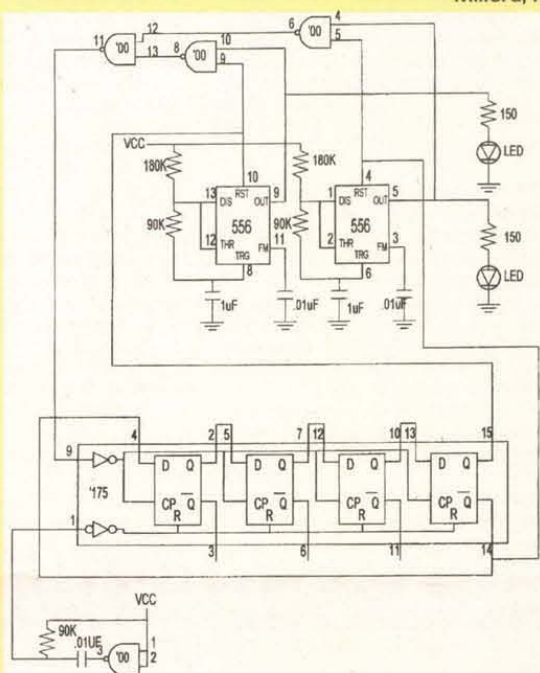 12
11
'00
13
8
'00
10
9
6
'00
4
5
150
LED
VCC
180K
90K
10
RST
13
DIS
OUT
9
556
12
THR
FM
11
TRG
8
1uF
.01uF
180K
90K
4
RST
1
DIS
OUT
5
556
2
THR
FM
3
TRG
6
1uF
.01uF
150
LED
4
2
5
7
12
10
13
15
9
'175
1
D Q
CP Q
R
D Q
CP Q
R
D Q
CP Q
R
D Q
CP Q
R
3
6
11
14
VCC
90K
.01UF
3
'00
1
2